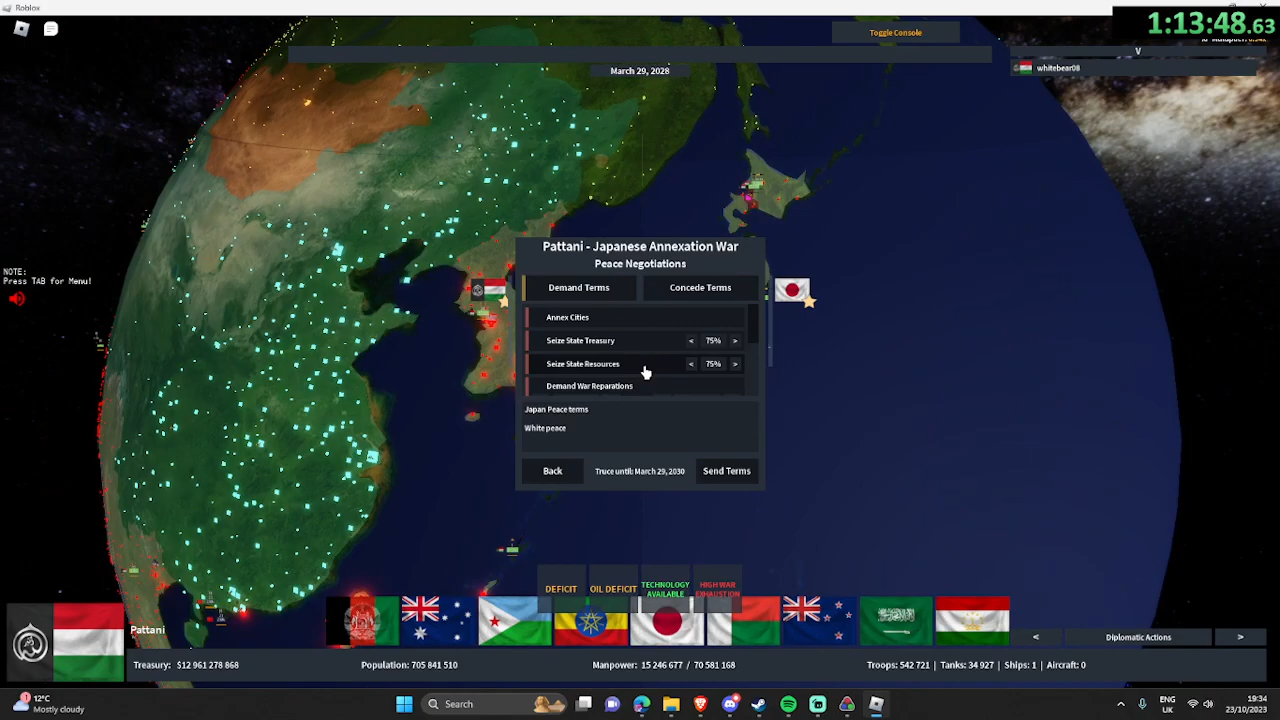 Roblox
1:13:48.63
Toggle Console
V
March 29, 2028
whitebear08
Pattani - Japanese Annexation War
Peace Negotiations
NOTE:
Press TAB for Menu!
Demand Terms
Concede Terms
Annex Cities
Seize State Treasury < 75% >
Seize State Resources < 75% >
Demand War Reparations
Japan Peace terms
White peace
Back
Truce until: March 29, 2030
Send Terms
DEFICIT
OIL DEFICIT
TECHNOLOGY
AVAILABLE
HIGH WAR
EXHAUSTION
Pattani
< Diplomatic Actions >
Treasury: $12 961 278 868
Population: 705 841 510
Manpower: 15 246 677 / 70 581 168
Troops: 542 721 | Tanks: 34 927 | Ships: 1 | Aircraft: 0
1
12°C
Mostly cloudy
Search
ENG
UK
19:34
23/10/2023